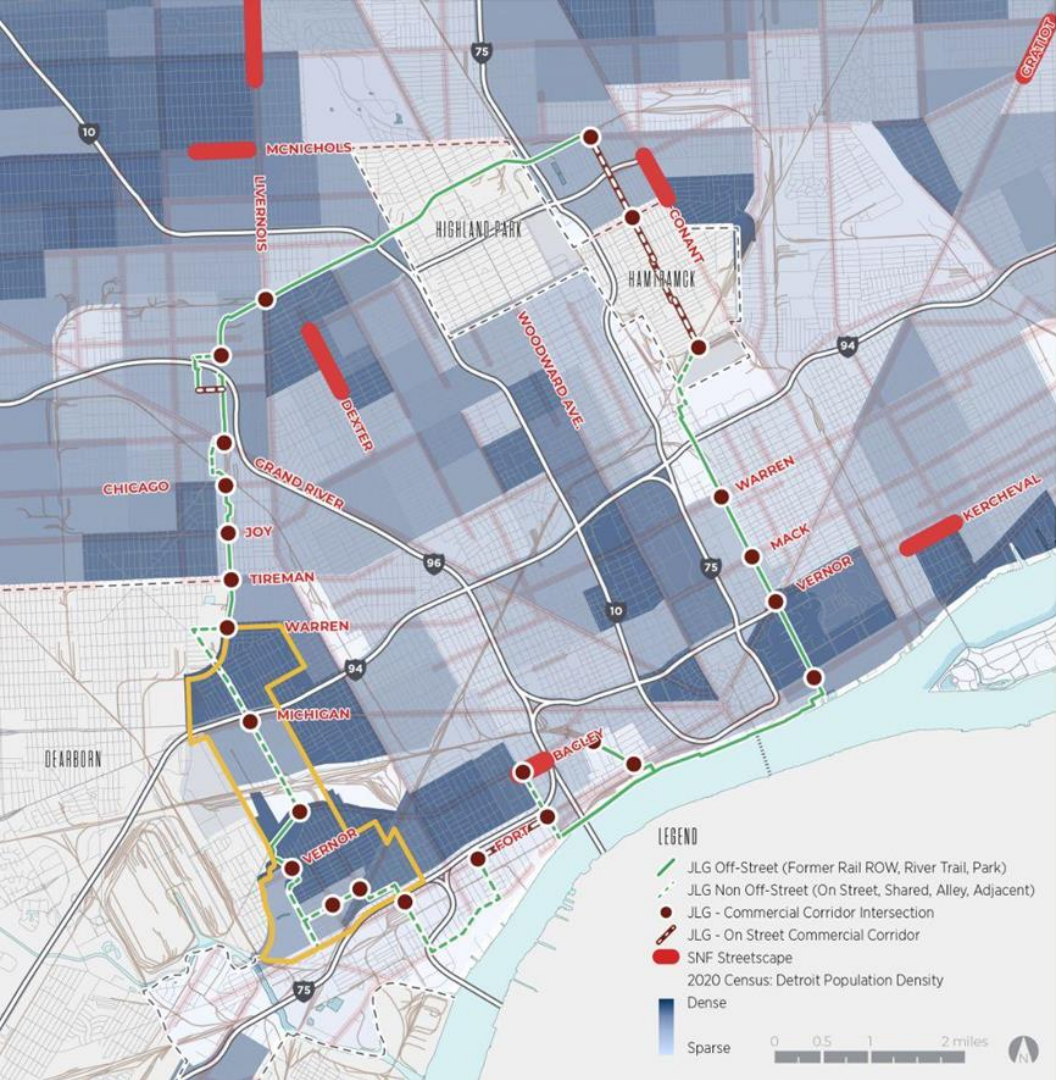 GRATIOT
75
10
MCNICHOLS
LIVERNOIS
HIGHLAND PARK
CONANT
HAMTRAMCK
WOODWARD AVE.
94
DEXTER
GRAND RIVER
CHICAGO
WARREN
KERCHEVAL
JOY
MACK
96
75
TIREMAN
VERNOR
10
WARREN
94
MICHIGAN
BAGLEY
DEARBORN
VERNOR
FORT
75
LEGEND
JLG Off-Street (Former Rail ROW, River Trail, Park)
JLG Non Off-Street (On Street, Shared, Alley, Adjacent)
JLG - Commercial Corridor Intersection
JLG - On Street Commercial Corridor
SNF Streetscape
2020 Census: Detroit Population Density
Dense
Sparse
0 0.5 1 2 miles
N